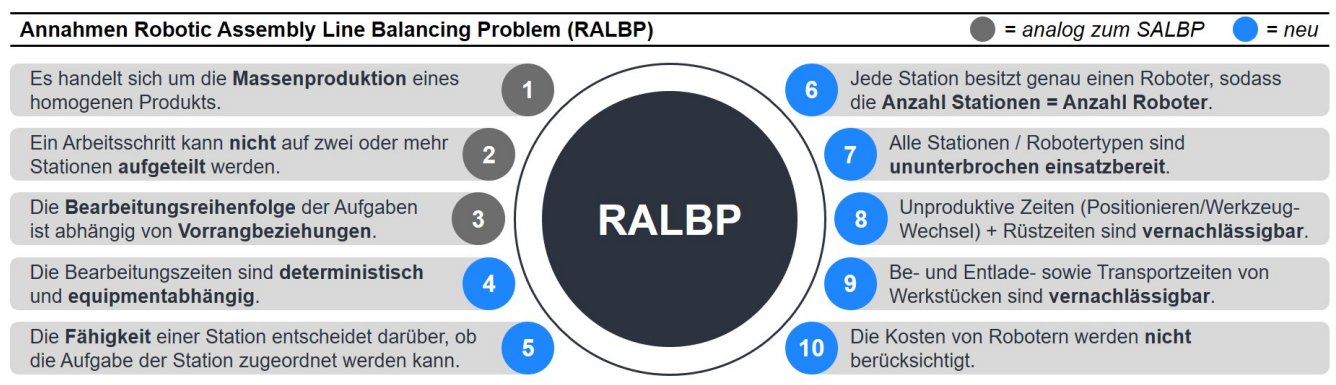 Annahmen Robotic Assembly Line Balancing Problem (RALBP)
= analog zum SALBP
= neu
Es handelt sich um die Massenproduktion eines
homogenen Produkts.
1
Ein Arbeitsschritt kann nicht auf zwei oder mehr
Stationen aufgeteilt werden.
2
Die Bearbeitungsreihenfolge der Aufgaben
ist abhängig von Vorrangbeziehungen.
3
Die Bearbeitungszeiten sind deterministisch
und equipmentabhängig.
4
Die Fähigkeit einer Station entscheidet darüber, ob
die Aufgabe der Station zugeordnet werden kann.
5
RALBP
6
Jede Station besitzt genau einen Roboter, sodass
die Anzahl Stationen = Anzahl Roboter.
7
Alle Stationen / Robotertypen sind
ununterbrochen einsatzbereit.
8
Unproduktive Zeiten (Positionieren/Werkzeug-
Wechsel) + Rüstzeiten sind vernachlässigbar.
9
Be- und Entlade- sowie Transportzeiten von
Werkstücken sind vernachlässigbar.
10
Die Kosten von Robotern werden nicht
berücksichtigt.